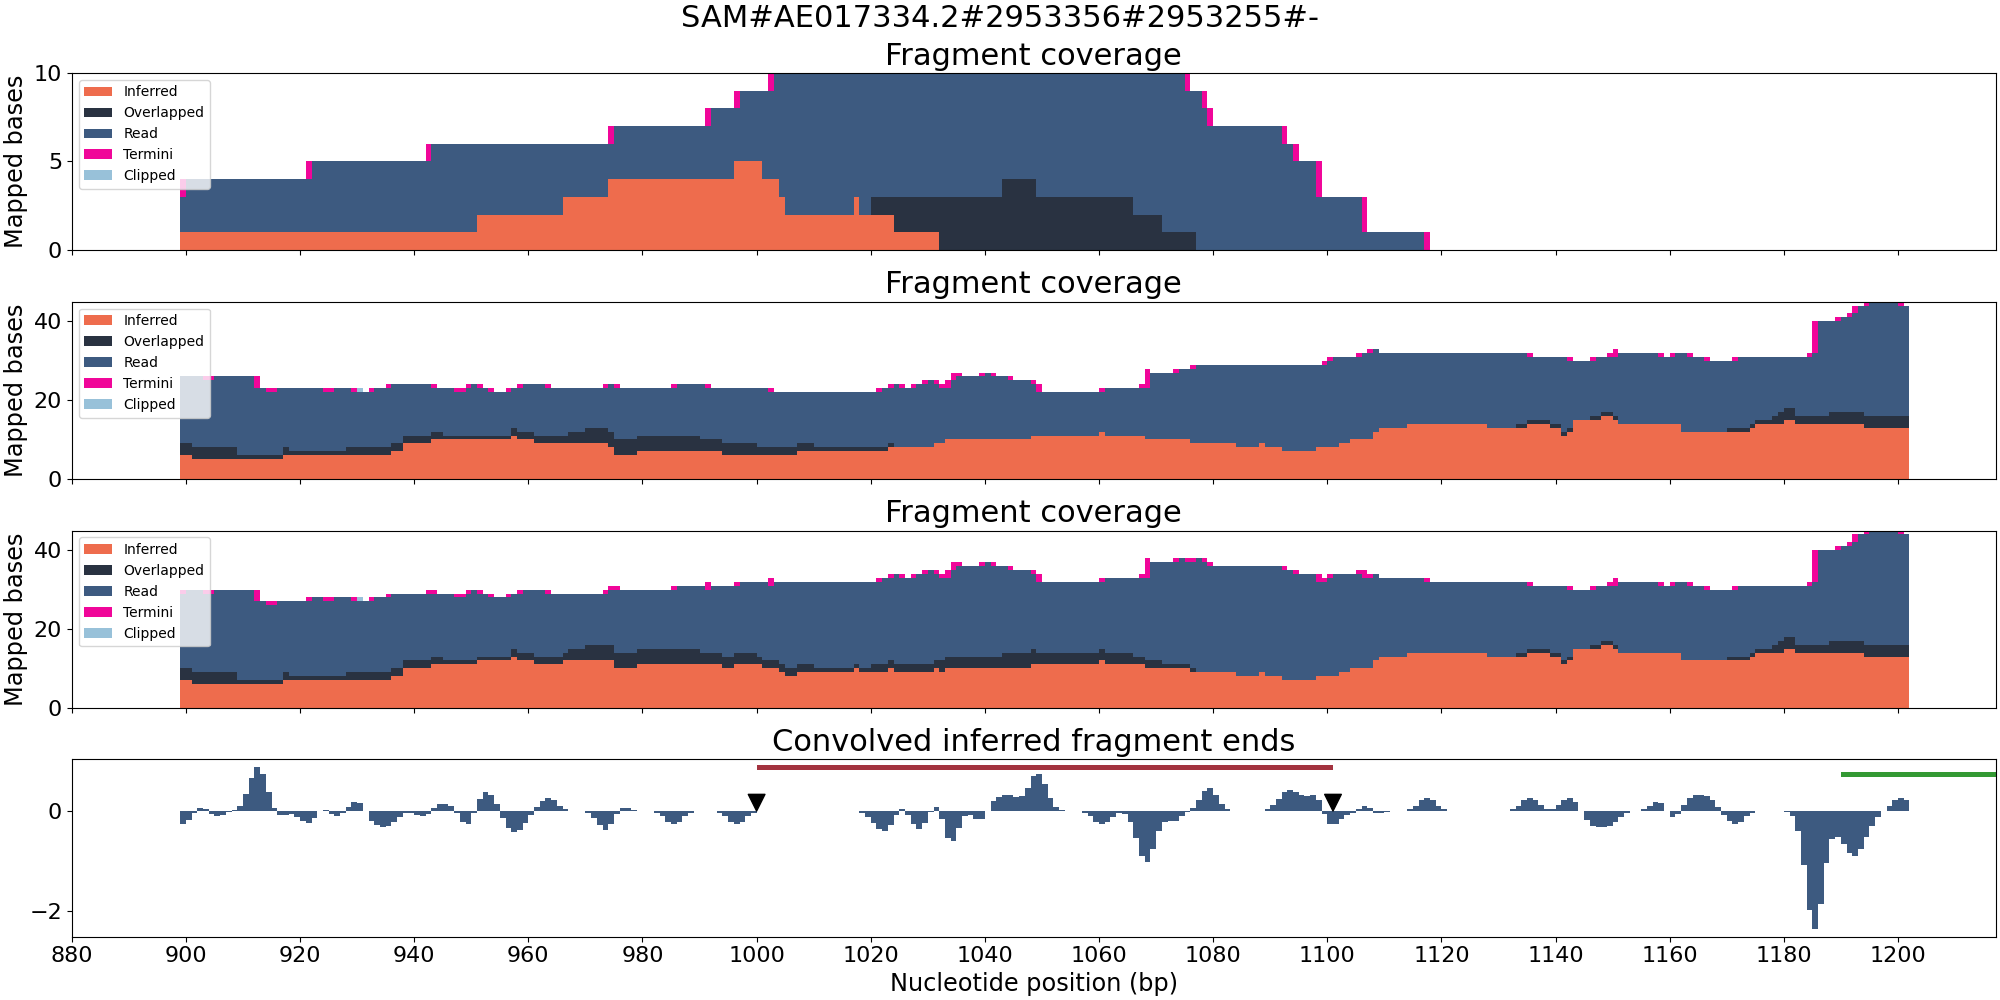 SAM#AE017334.2#2953356#2953255#-
Fragment coverage
Mapped bases
10
5
0
Inferred
Overlapped
Read
Termini
Clipped
Fragment coverage
Mapped bases
40
20
0
Inferred
Overlapped
Read
Termini
Clipped
Fragment coverage
Mapped bases
40
20
0
Inferred
Overlapped
Read
Termini
Clipped
Convolved inferred fragment ends
0
−2
880 900 920 940 960 980 1000 1020 1040 1060 1080 1100 1120 1140 1160 1180 1200
Nucleotide position (bp)